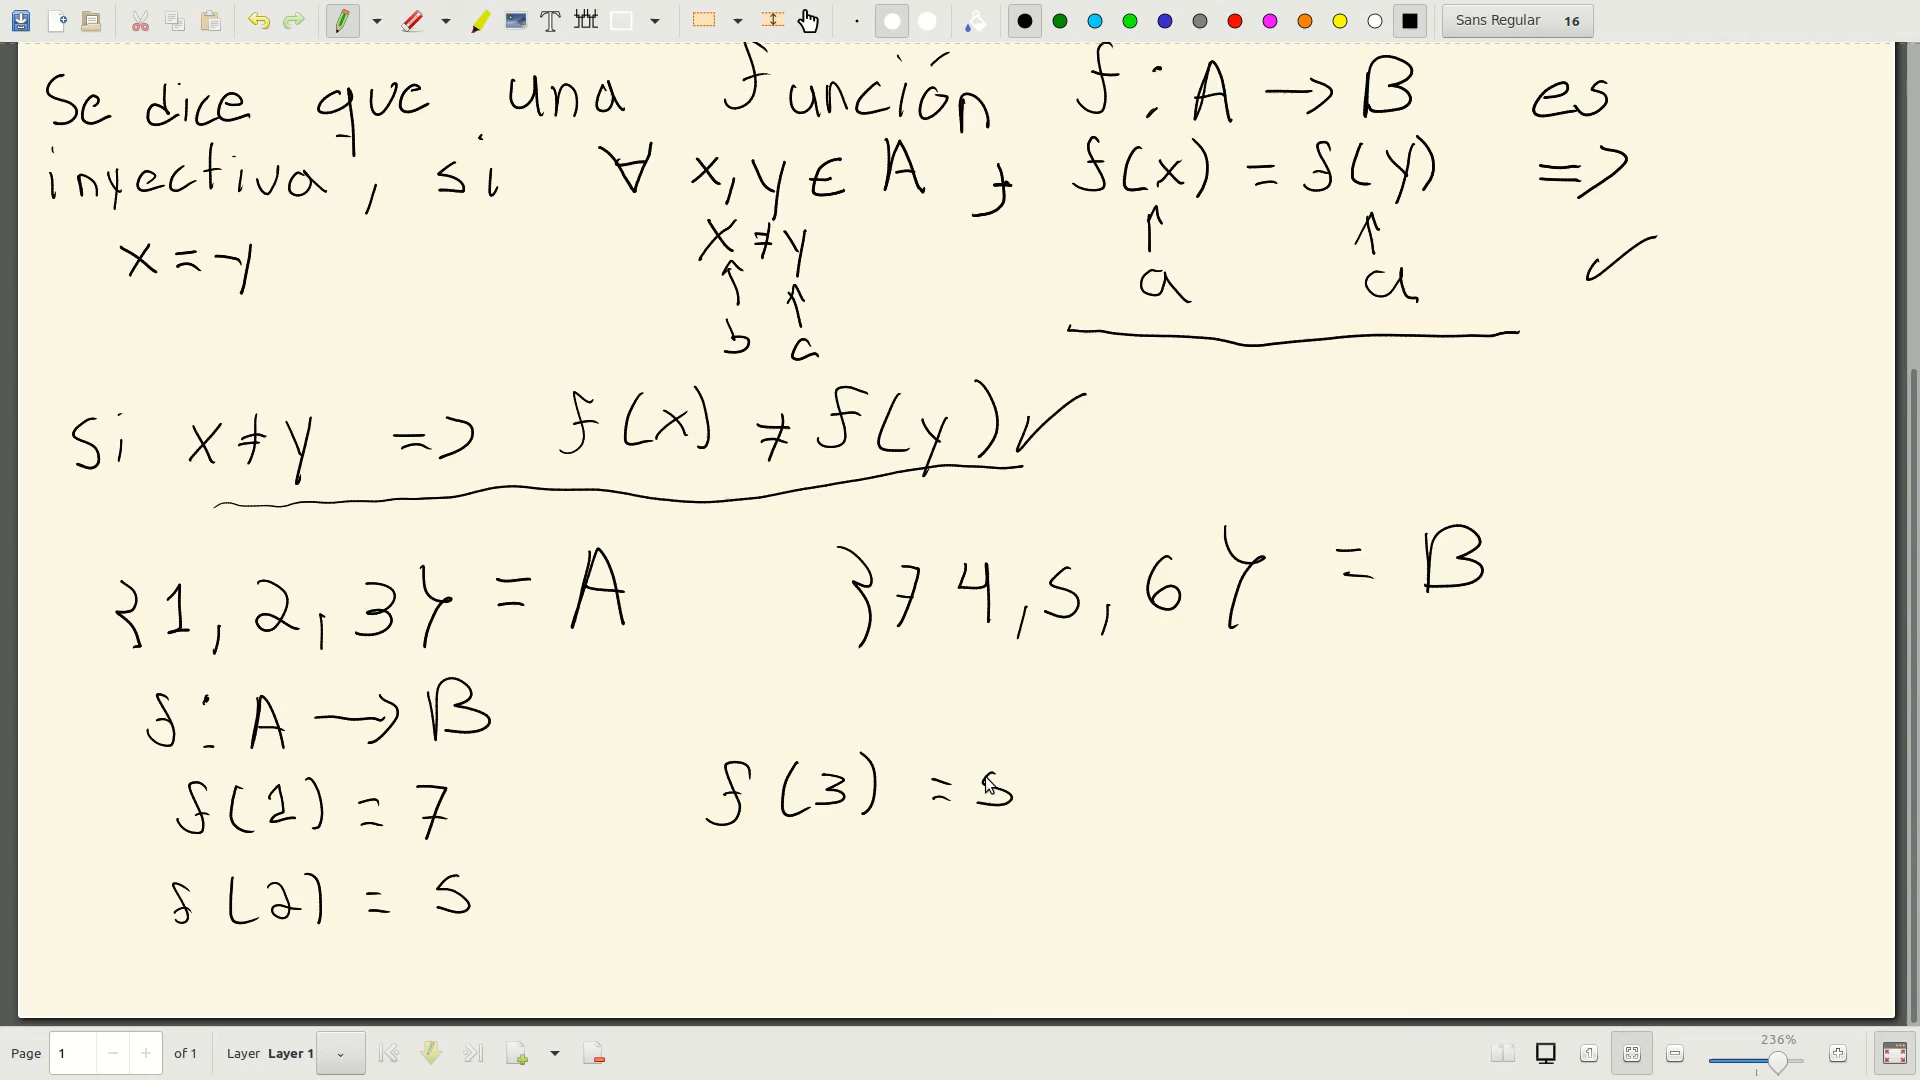 Sans Regular 16
Se dice que una función f : A → B es
inyectiva, si ∀ x, y ∈ A, f(x) = f(y) =>
x = y
x ≠ y
↑ ↑
b a
↑ ↑
a a ✓
Si x ≠ y => f(x) ≠ f(y) ✓
{1, 2, 3} = A {7 4, 5, 6} = B
f : A → B
f(1) = 7
f(3) = 5
f(2) = 5
Page 1 of 1 Layer Layer 1 236%